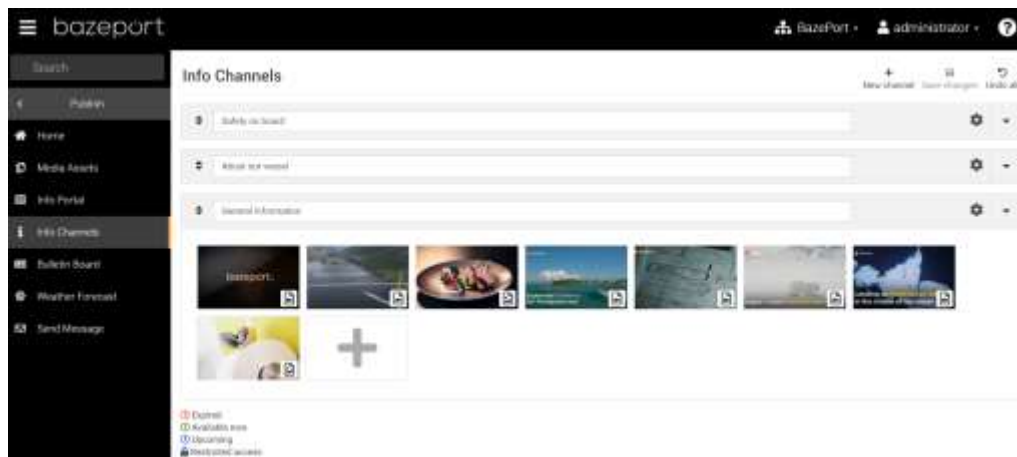 bazeport
BazePort
administrator
?
Search
Publish
Info Channels
New channel
Save changes
Undo all
Home
Media Assets
Info Portal
Info Channels
Bulletin Board
Weather Forecast
Send Message
Safety on board
About our vessel
General Information
bazeport.
Expired
Available now
Upcoming
Restricted access